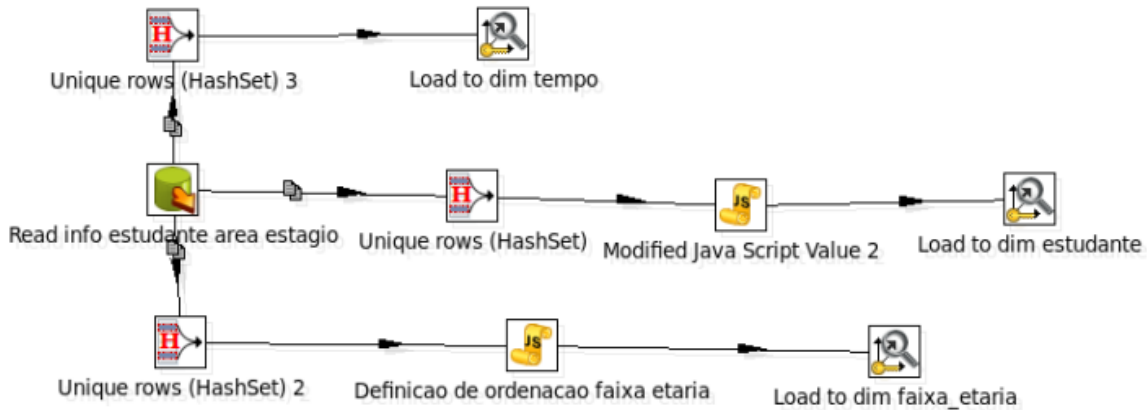 Unique rows (HashSet) 3
Load to dim tempo
Read info estudante area estagio
Unique rows (HashSet)
Modified Java Script Value 2
Load to dim estudante
Unique rows (HashSet) 2
Definicao de ordenacao faixa etaria
Load to dim faixa_etaria